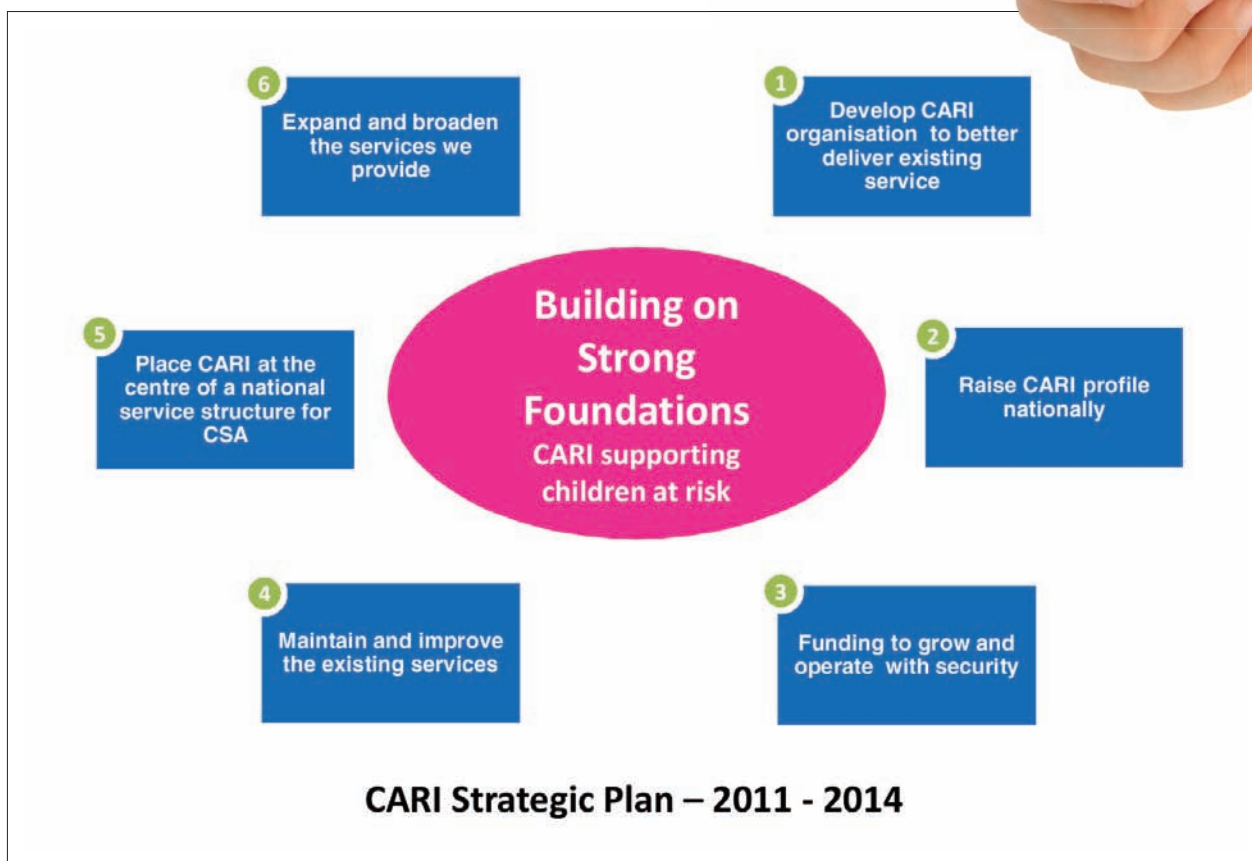 6
Expand and broaden
the services we
provide
1
Develop CARI
organisation to better
deliver existing
service
Building on
Strong
Foundations
CARI supporting
children at risk
5
Place CARI at the
centre of a national
service structure for
CSA
2
Raise CARI profile
nationally
4
Maintain and improve
the existing services
3
Funding to grow and
operate with security
CARI Strategic Plan – 2011 - 2014